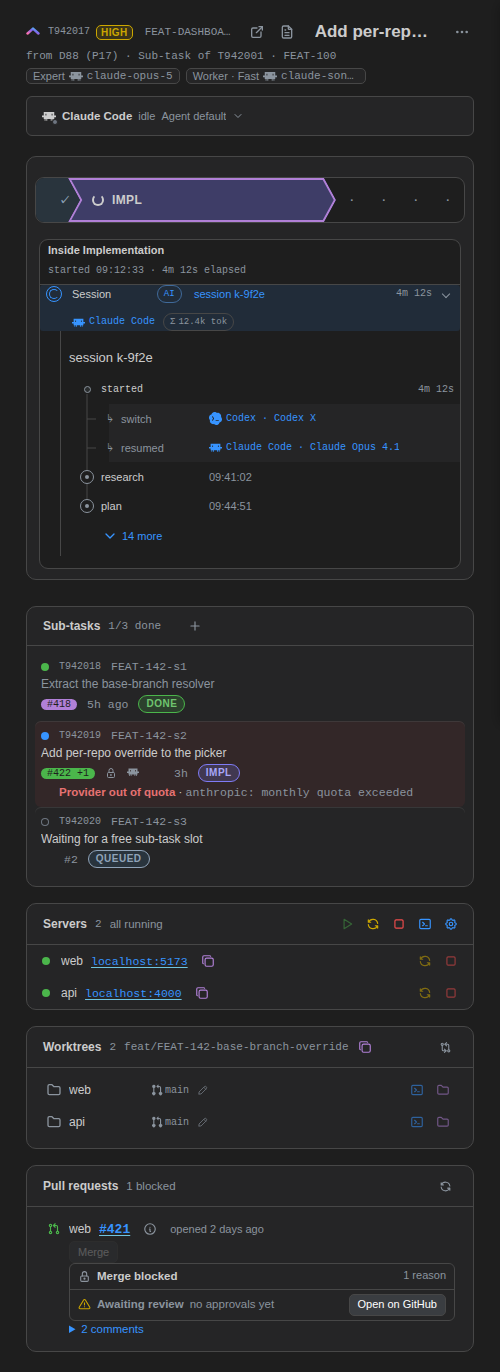 T942017 HIGH FEAT-DASHBOA… Add per-rep…
from D88 (P17) · Sub-task of T942001 · FEAT-100
Expert claude-opus-5 Worker · Fast claude-son…
Claude Code idle Agent default
✓ IMPL
Inside Implementation
started 09:12:33 · 4m 12s elapsed
Session AI session k-9f2e 4m 12s
Claude Code Σ 12.4k tok
session k-9f2e
started 4m 12s
↳ switch Codex · Codex X
↳ resumed Claude Code · Claude Opus 4.1
research 09:41:02
plan 09:44:51
14 more
Sub-tasks 1/3 done
T942018 FEAT-142-s1
Extract the base-branch resolver
#418 5h ago DONE
T942019 FEAT-142-s2
Add per-repo override to the picker
#422 +1 3h IMPL
Provider out of quota · anthropic: monthly quota exceeded
T942020 FEAT-142-s3
Waiting for a free sub-task slot
#2 QUEUED
Servers 2 all running
web localhost:5173
api localhost:4000
Worktrees 2 feat/FEAT-142-base-branch-override
web main
api main
Pull requests 1 blocked
web #421 opened 2 days ago
Merge
Merge blocked 1 reason
Awaiting review no approvals yet Open on GitHub
2 comments